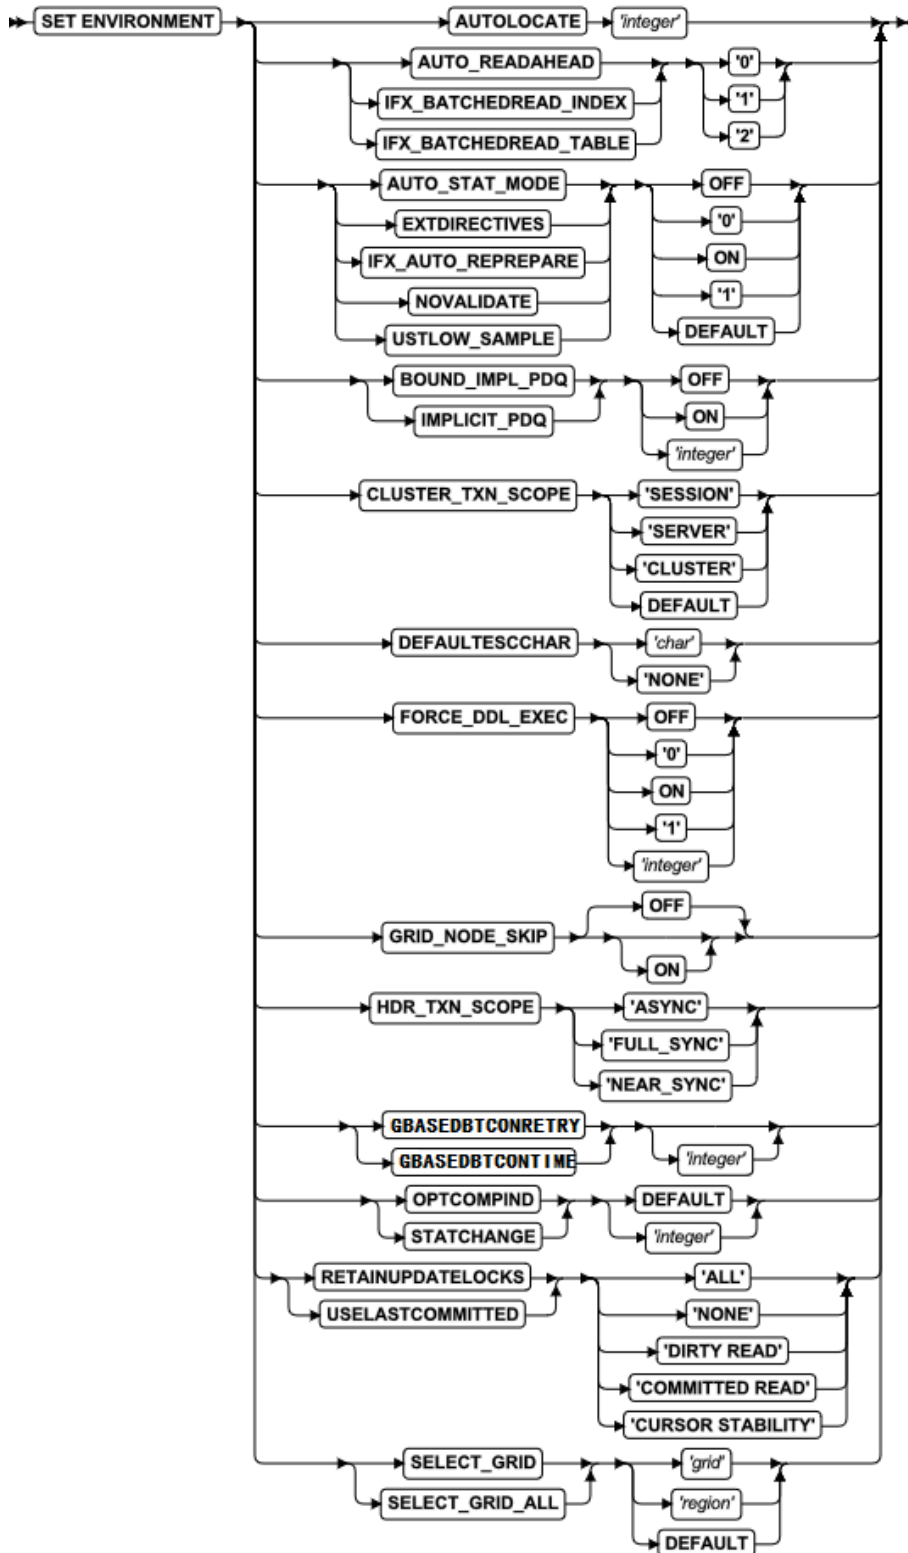 SET ENVIRONMENT AUTOLOCATE 'integer'
AUTO_READAHEAD '0'
IFX_BATCHEDREAD_INDEX '1'
IFX_BATCHEDREAD_TABLE '2'
AUTO_STAT_MODE OFF
EXTDIRECTIVES '0'
IFX_AUTO_REPREPARE ON
NOVALIDATE '1'
USTLOW_SAMPLE DEFAULT
BOUND_IMPL_PDQ OFF
IMPLICIT_PDQ ON
'integer'
CLUSTER_TXN_SCOPE 'SESSION'
'SERVER'
'CLUSTER'
DEFAULT
DEFAULTESCCHAR 'char'
'NONE'
FORCE_DDL_EXEC OFF
'0'
ON
'1'
'integer'
OFF
GRID_NODE_SKIP
ON
HDR_TXN_SCOPE 'ASYNC'
'FULL_SYNC'
'NEAR_SYNC'
GBASEDBTCONRETRY
GBASEDBTCONTIME 'integer'
OPTCOMPIND DEFAULT
STATCHANGE 'integer'
RETAINUPDATELOCKS 'ALL'
USELASTCOMMITTED 'NONE'
'DIRTY READ'
'COMMITTED READ'
'CURSOR STABILITY'
SELECT_GRID 'grid'
SELECT_GRID_ALL 'region'
DEFAULT